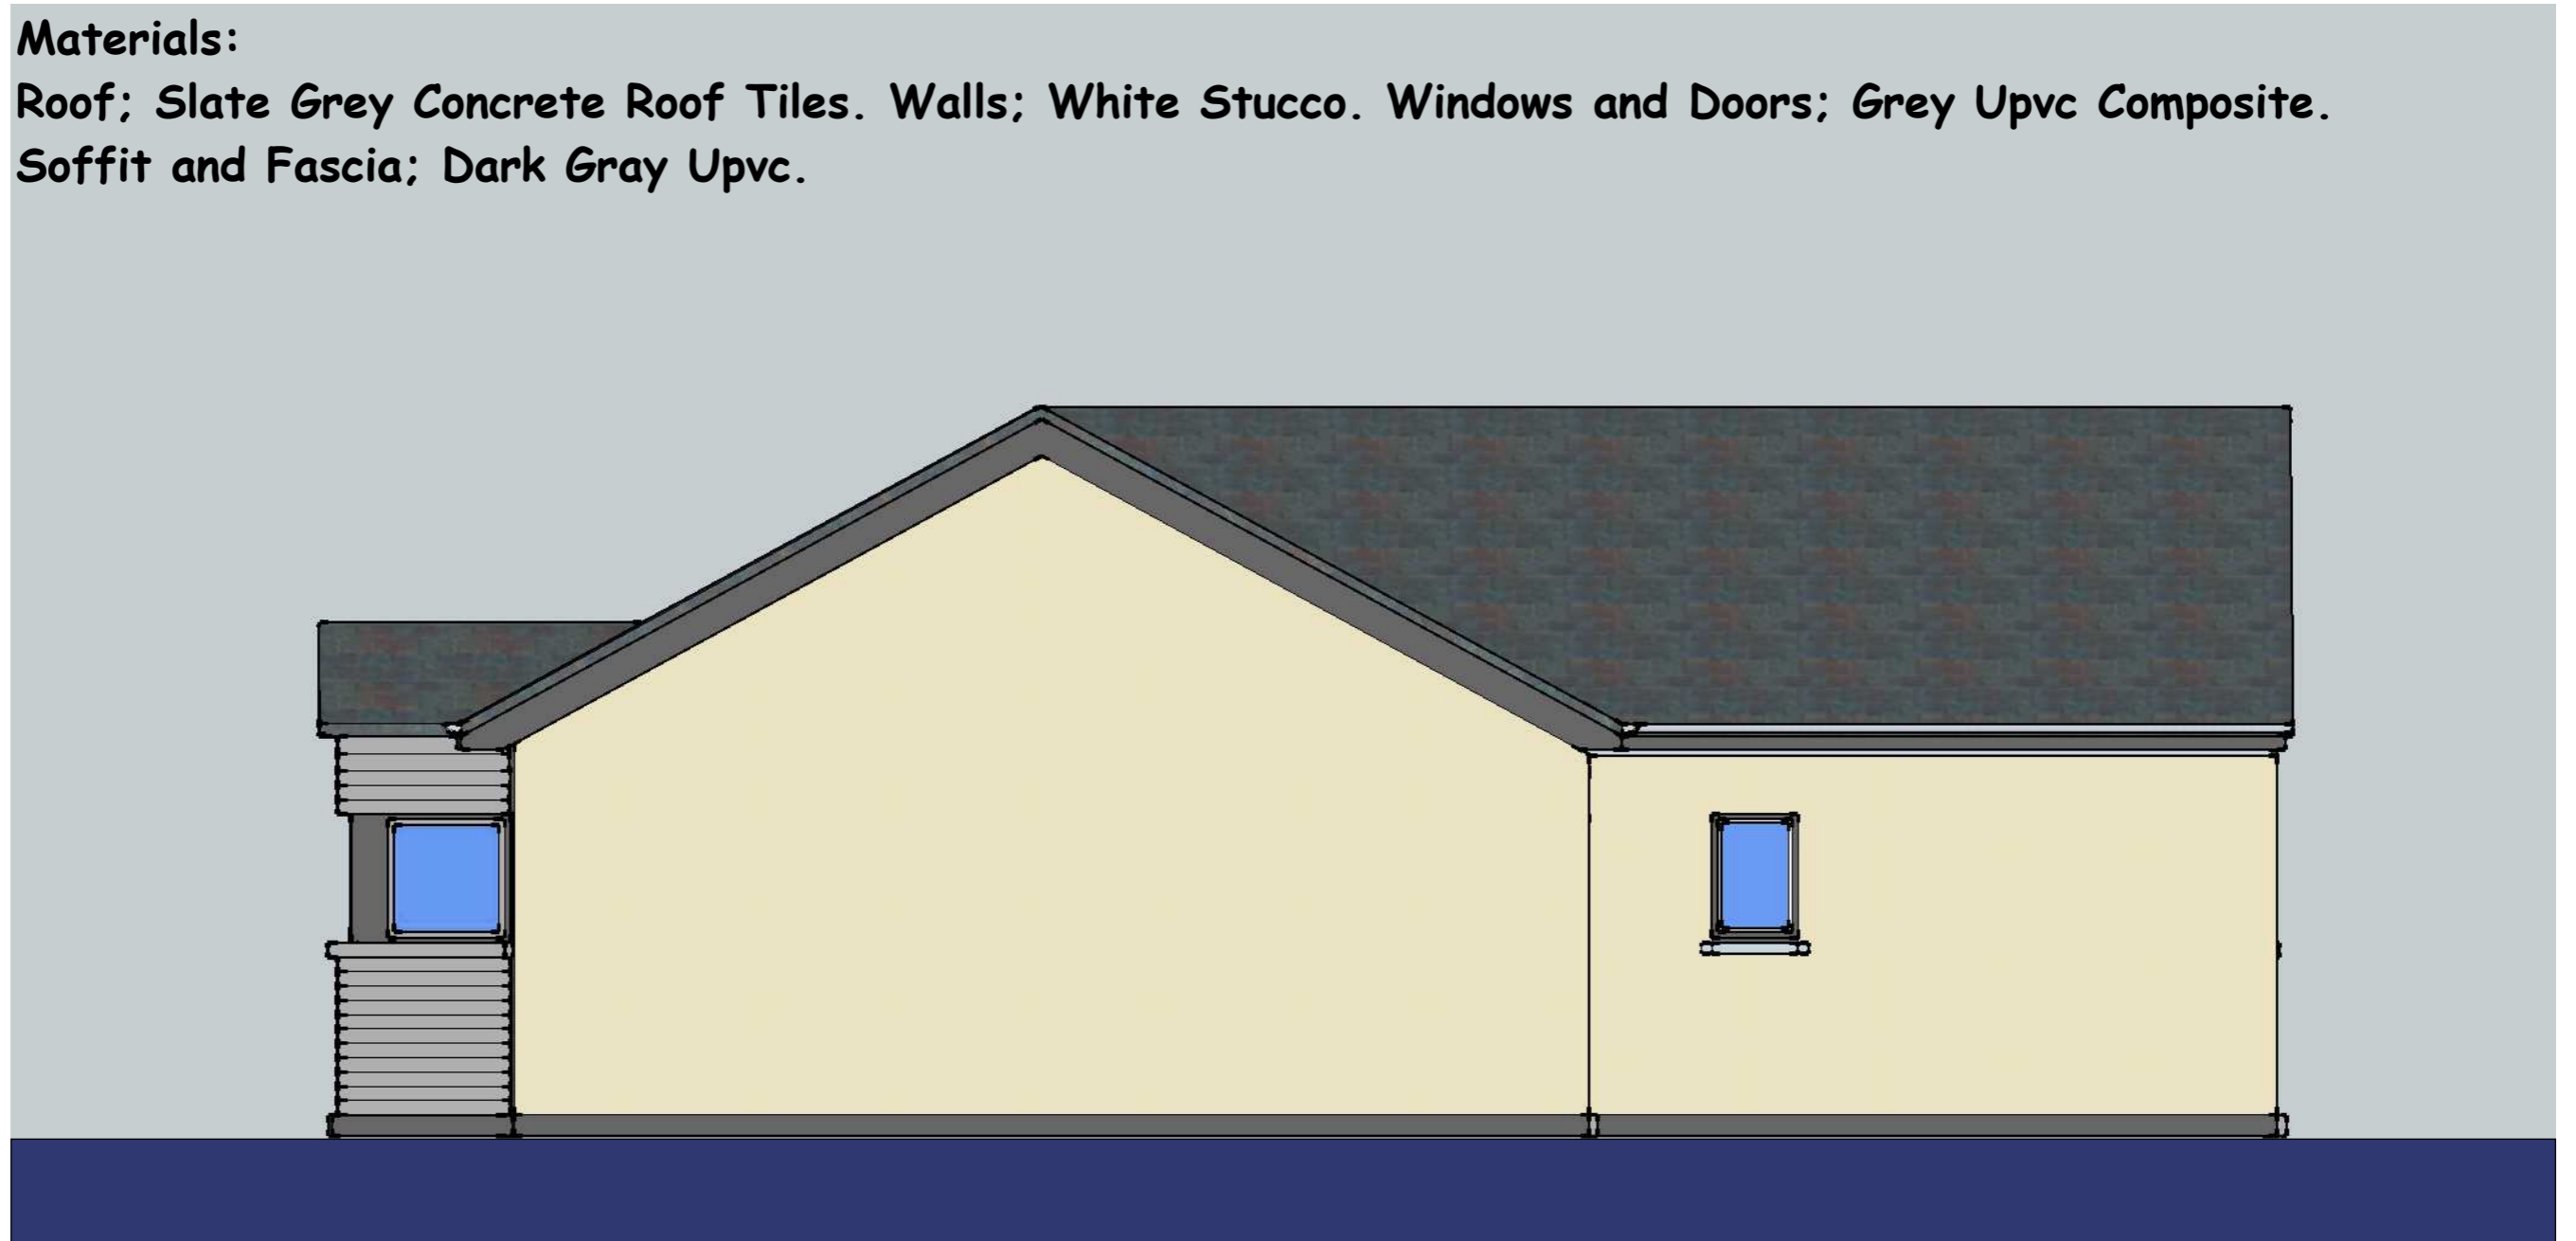 Materials:
Roof; Slate Grey Concrete Roof Tiles. Walls; White Stucco. Windows and Doors; Grey Upvc Composite.
Soffit and Fascia; Dark Gray Upvc.